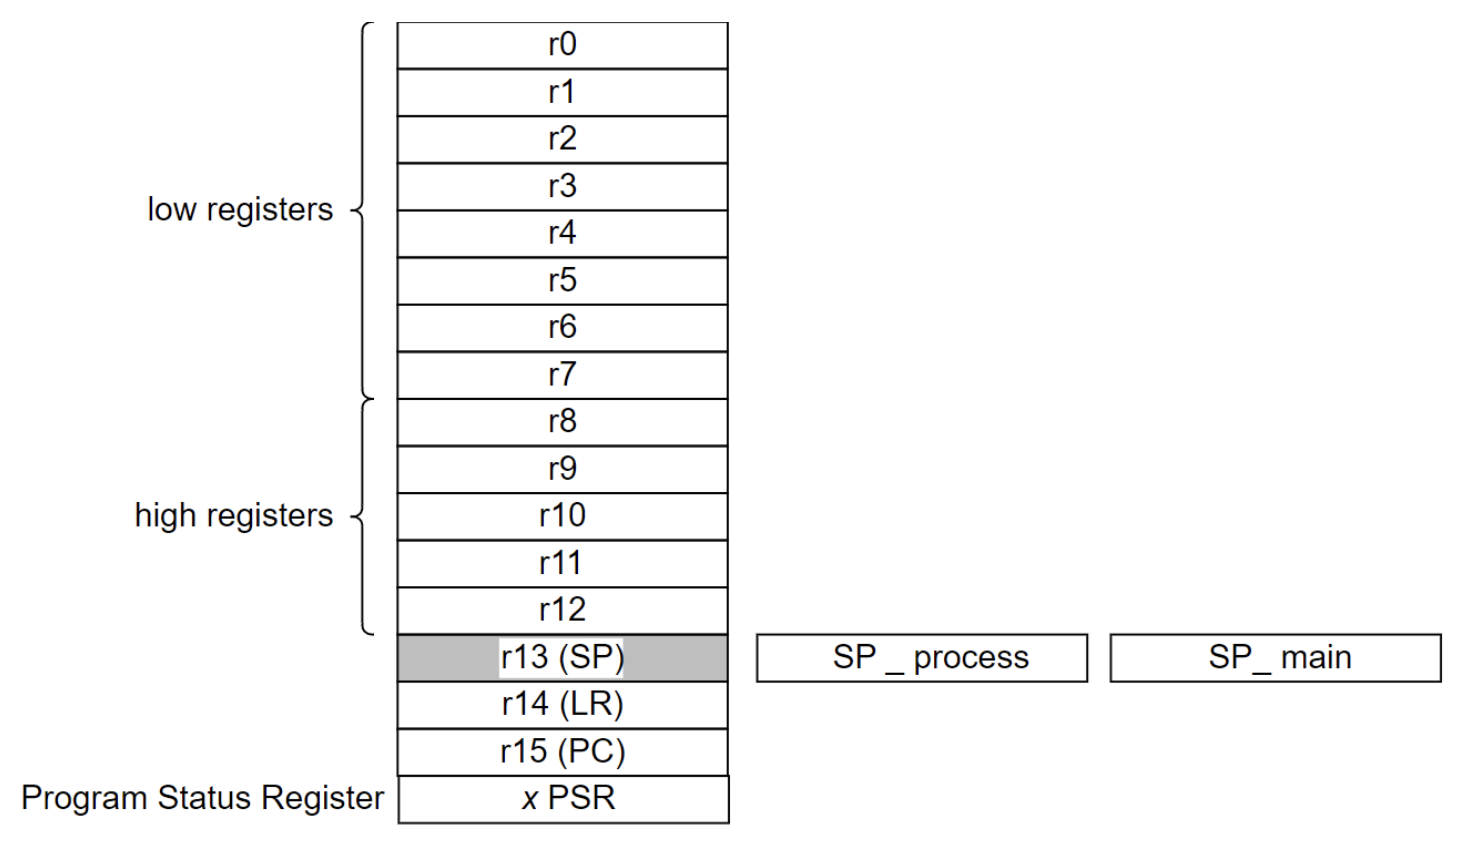 r0
r1
r2
r3
low registers
r4
r5
r6
r7
r8
r9
high registers
r10
r11
r12
r13 (SP)
SP _ process
SP_ main
r14 (LR)
r15 (PC)
Program Status Register
x PSR